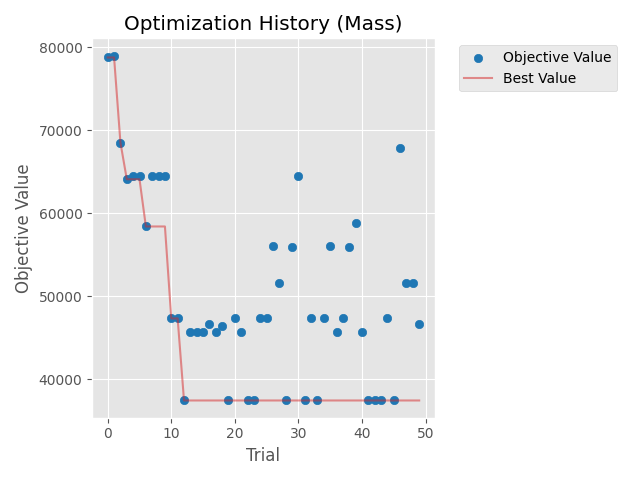 Optimization History (Mass)
Objective Value
Best Value
80000
70000
60000
50000
40000
Objective Value
0
10
20
30
40
50
Trial